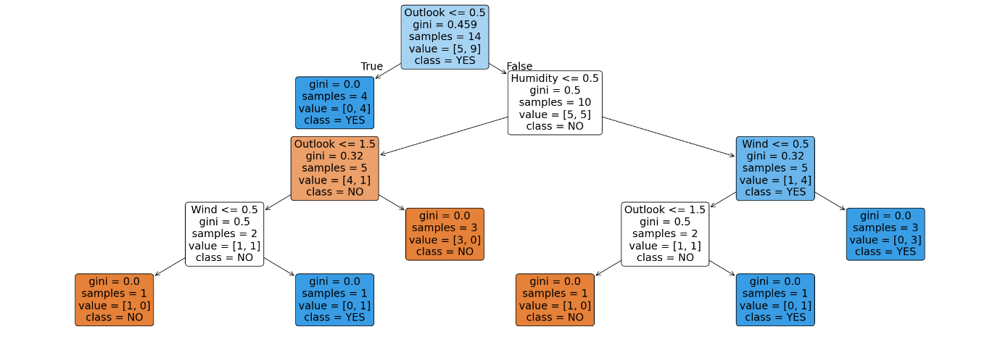 Outlook <= 0.5
gini = 0.459
samples = 14
value = [5, 9]
class = YES
True
False
gini = 0.0
samples = 4
value = [0, 4]
class = YES
Humidity <= 0.5
gini = 0.5
samples = 10
value = [5, 5]
class = NO
Outlook <= 1.5
gini = 0.32
samples = 5
value = [4, 1]
class = NO
Wind <= 0.5
gini = 0.32
samples = 5
value = [1, 4]
class = YES
Wind <= 0.5
gini = 0.5
samples = 2
value = [1, 1]
class = NO
gini = 0.0
samples = 3
value = [3, 0]
class = NO
Outlook <= 1.5
gini = 0.5
samples = 2
value = [1, 1]
class = NO
gini = 0.0
samples = 3
value = [0, 3]
class = YES
gini = 0.0
samples = 1
value = [1, 0]
class = NO
gini = 0.0
samples = 1
value = [0, 1]
class = YES
gini = 0.0
samples = 1
value = [1, 0]
class = NO
gini = 0.0
samples = 1
value = [0, 1]
class = YES